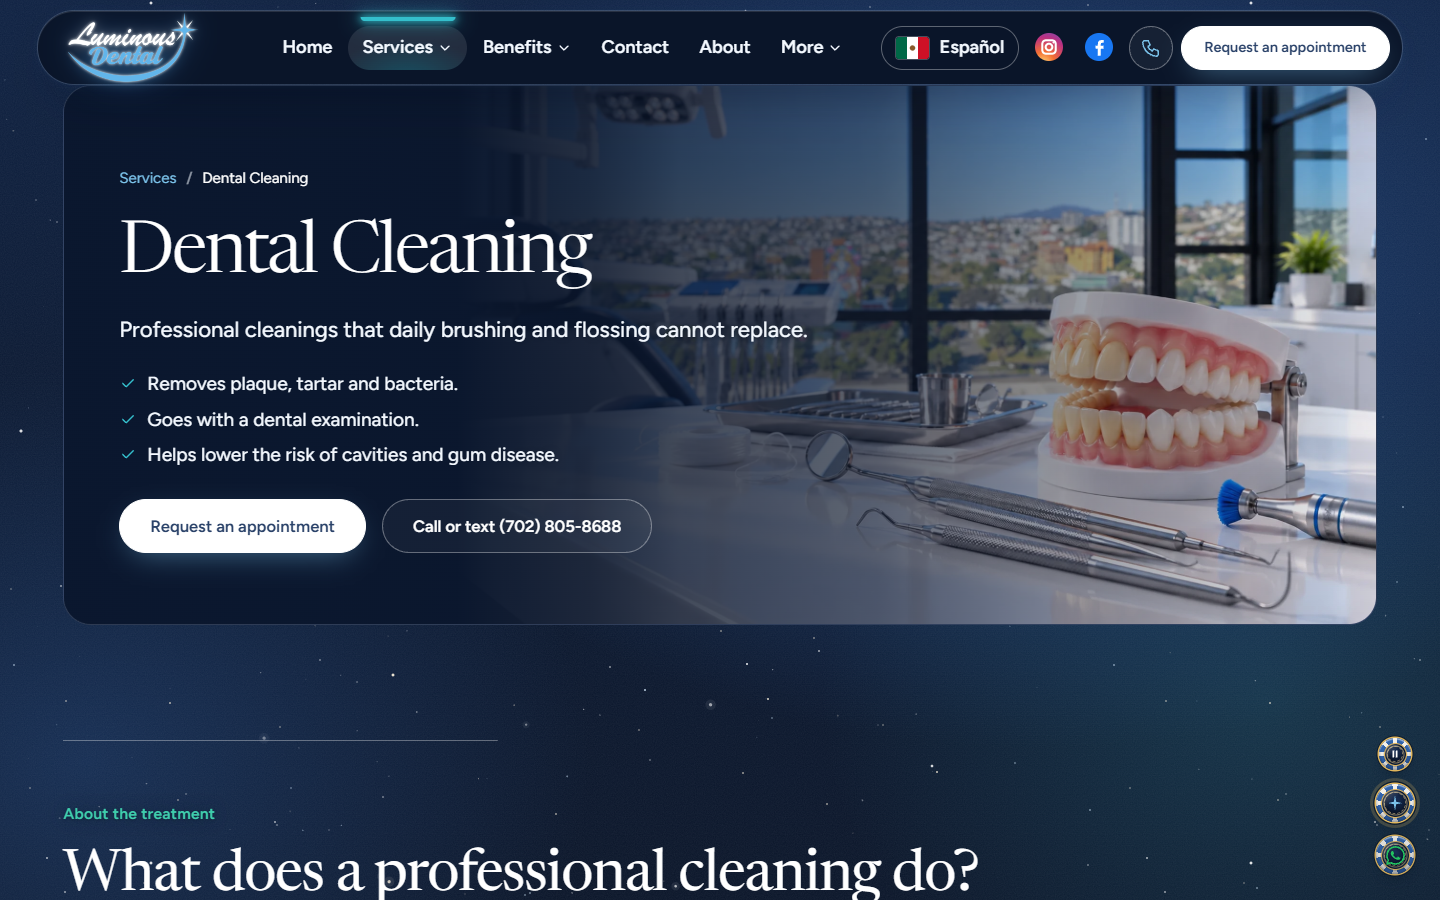 Luminous
Dental
Home
Services
Benefits
Contact
About
More
Español
Request an appointment
Services / Dental Cleaning
Dental Cleaning
Professional cleanings that daily brushing and flossing cannot replace.
Removes plaque, tartar and bacteria.
Goes with a dental examination.
Helps lower the risk of cavities and gum disease.
Request an appointment
Call or text (702) 805-8688
About the treatment
What does a professional cleaning do?